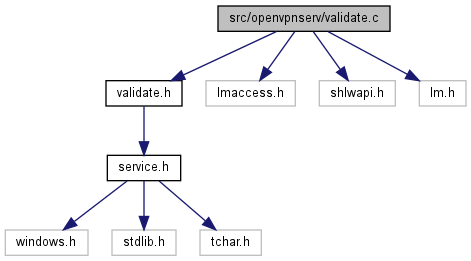 src/openvpnserv/validate.c
validate.h
lmaccess.h
shlwapi.h
lm.h
service.h
windows.h
stdlib.h
tchar.h